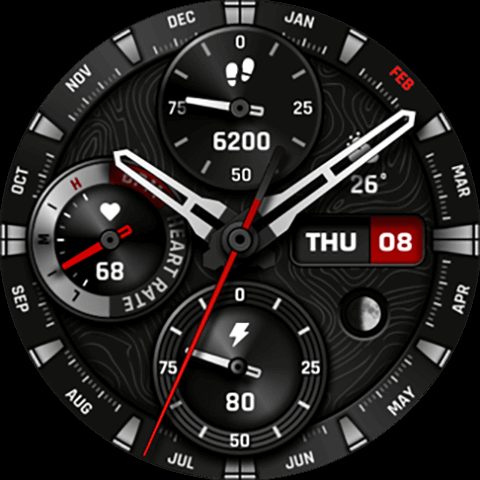 DEC
JAN
NOV
FEB
0
75
25
6200
50
26°
OCT
MAR
H
M
L
68
HEART RATE
THU 08
SEP
APR
0
75
25
80
50
AUG
MAY
JUL
JUN